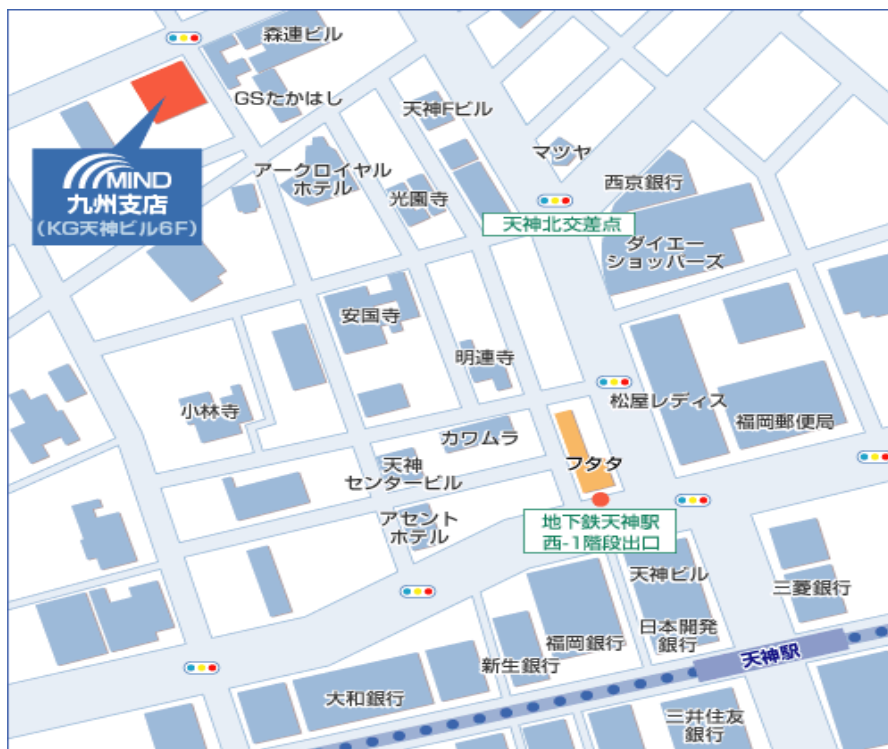 森連ビル
GSたかはし
天神Fビル
MIND
九州支店
(KG天神ビル6F)
アークロイヤル
ホテル
光園寺
マツヤ
西京銀行
天神北交差点
ダイエー
ショッパーズ
安国寺
明連寺
小林寺
松屋レディス
福岡郵便局
カワムラ
天神
センタービル
フタタ
アセント
ホテル
地下鉄天神駅
西-1階段出口
天神ビル
三菱銀行
日本開発
銀行
福岡銀行
新生銀行
天神駅
大和銀行
三井住友
銀行